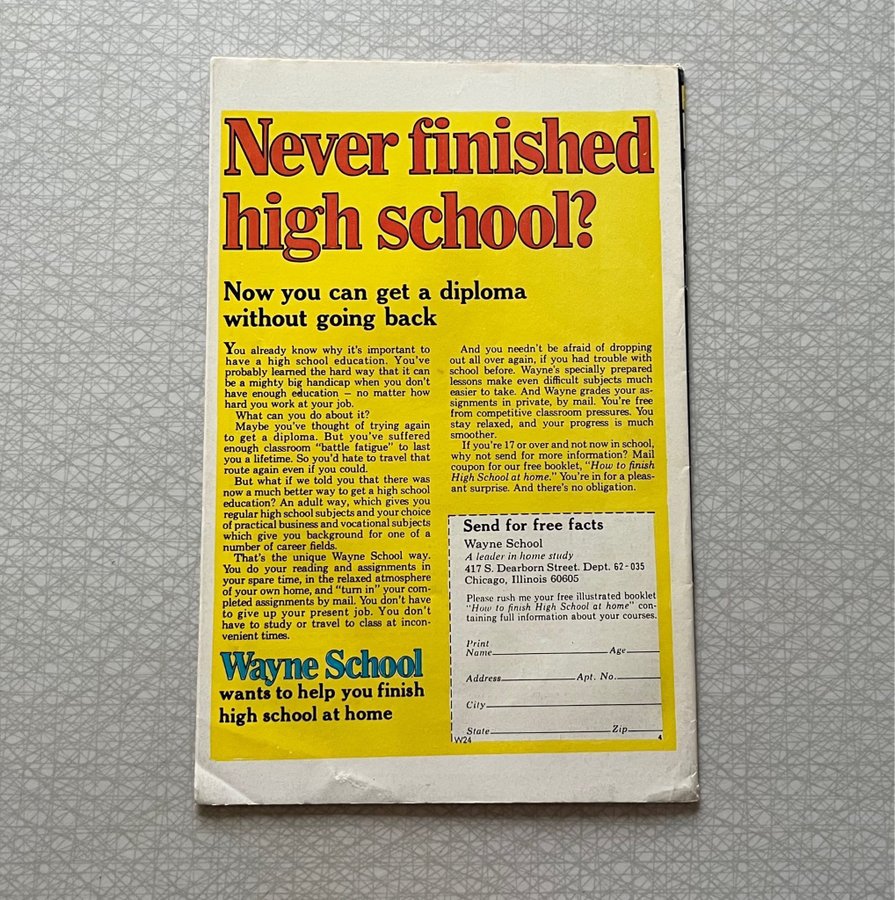 Never finished
high school?
Now you can get a diploma
without going back
You already know why it's important to
have a high school education. You've
probably learned the hard way that it can
be a mighty big handicap when you don't
have enough education — no matter how
hard you work at your job.
What can you do about it?
Maybe you've thought of trying again
to get a diploma. But you've suffered
enough classroom "battle fatigue" to last
you a lifetime. So you'd hate to travel that
route again even if you could.
But what if we told you that there was
now a much better way to get a high school
education? An adult way, which gives you
regular high school subjects and your choice
of practical business and vocational subjects
which give you background for one of a
number of career fields.
That's the unique Wayne School way.
You do your reading and assignments in
your spare time, in the relaxed atmosphere
of your own home, and "turn in" your com-
pleted assignments by mail. You don't have
to give up your present job. You don't
have to study or travel to class at incon-
venient times.
Wayne School
wants to help you finish
high school at home
And you needn't be afraid of dropping
out all over again, if you had trouble with
school before. Wayne's specially prepared
lessons make even difficult subjects much
easier to take. And Wayne grades your as-
signments in private, by mail. You're free
from competitive classroom pressures. You
stay relaxed, and your progress is much
smoother.
If you're 17 or over and not now in school,
why not send for more information? Mail
coupon for our free booklet, "How to finish
High School at home." You're in for a pleas-
ant surprise. And there's no obligation.
Send for free facts
Wayne School
A leader in home study
417 S. Dearborn Street. Dept. 62-035
Chicago, Illinois 60605
Please rush me your free illustrated booklet
"How to finish High School at home" con-
taining full information about your courses.
Print
Name Age
Address Apt. No.
City
State Zip
W24 4